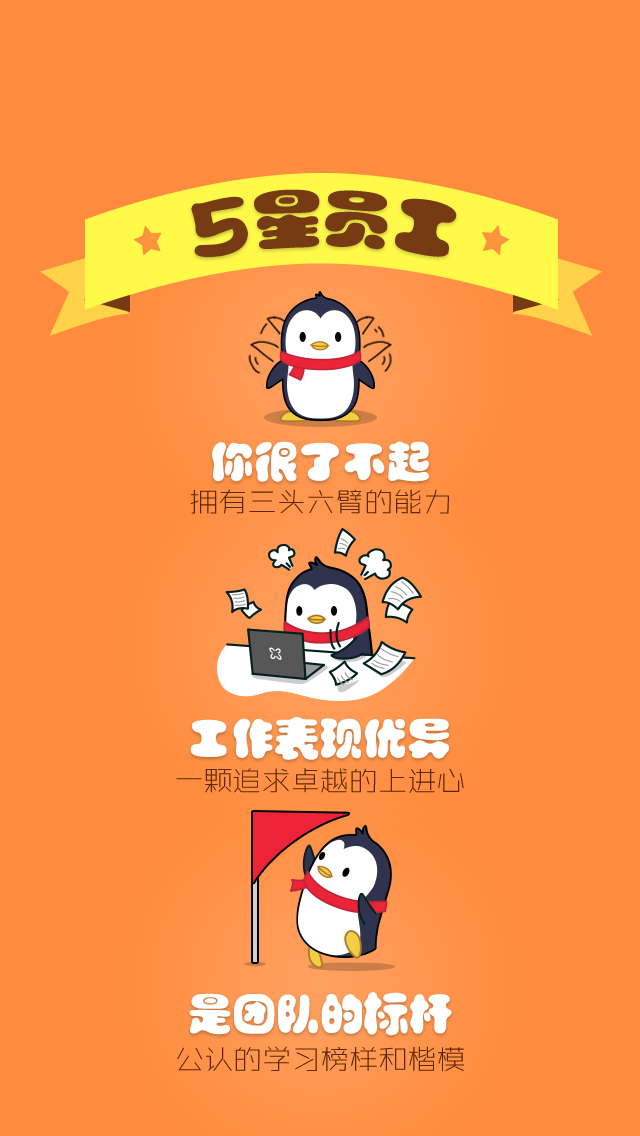 5星员工
你很了不起
拥有三头六臂的能力
工作表现优异
一颗追求卓越的上进心
是团队的标杆
公认的学习榜样和楷模